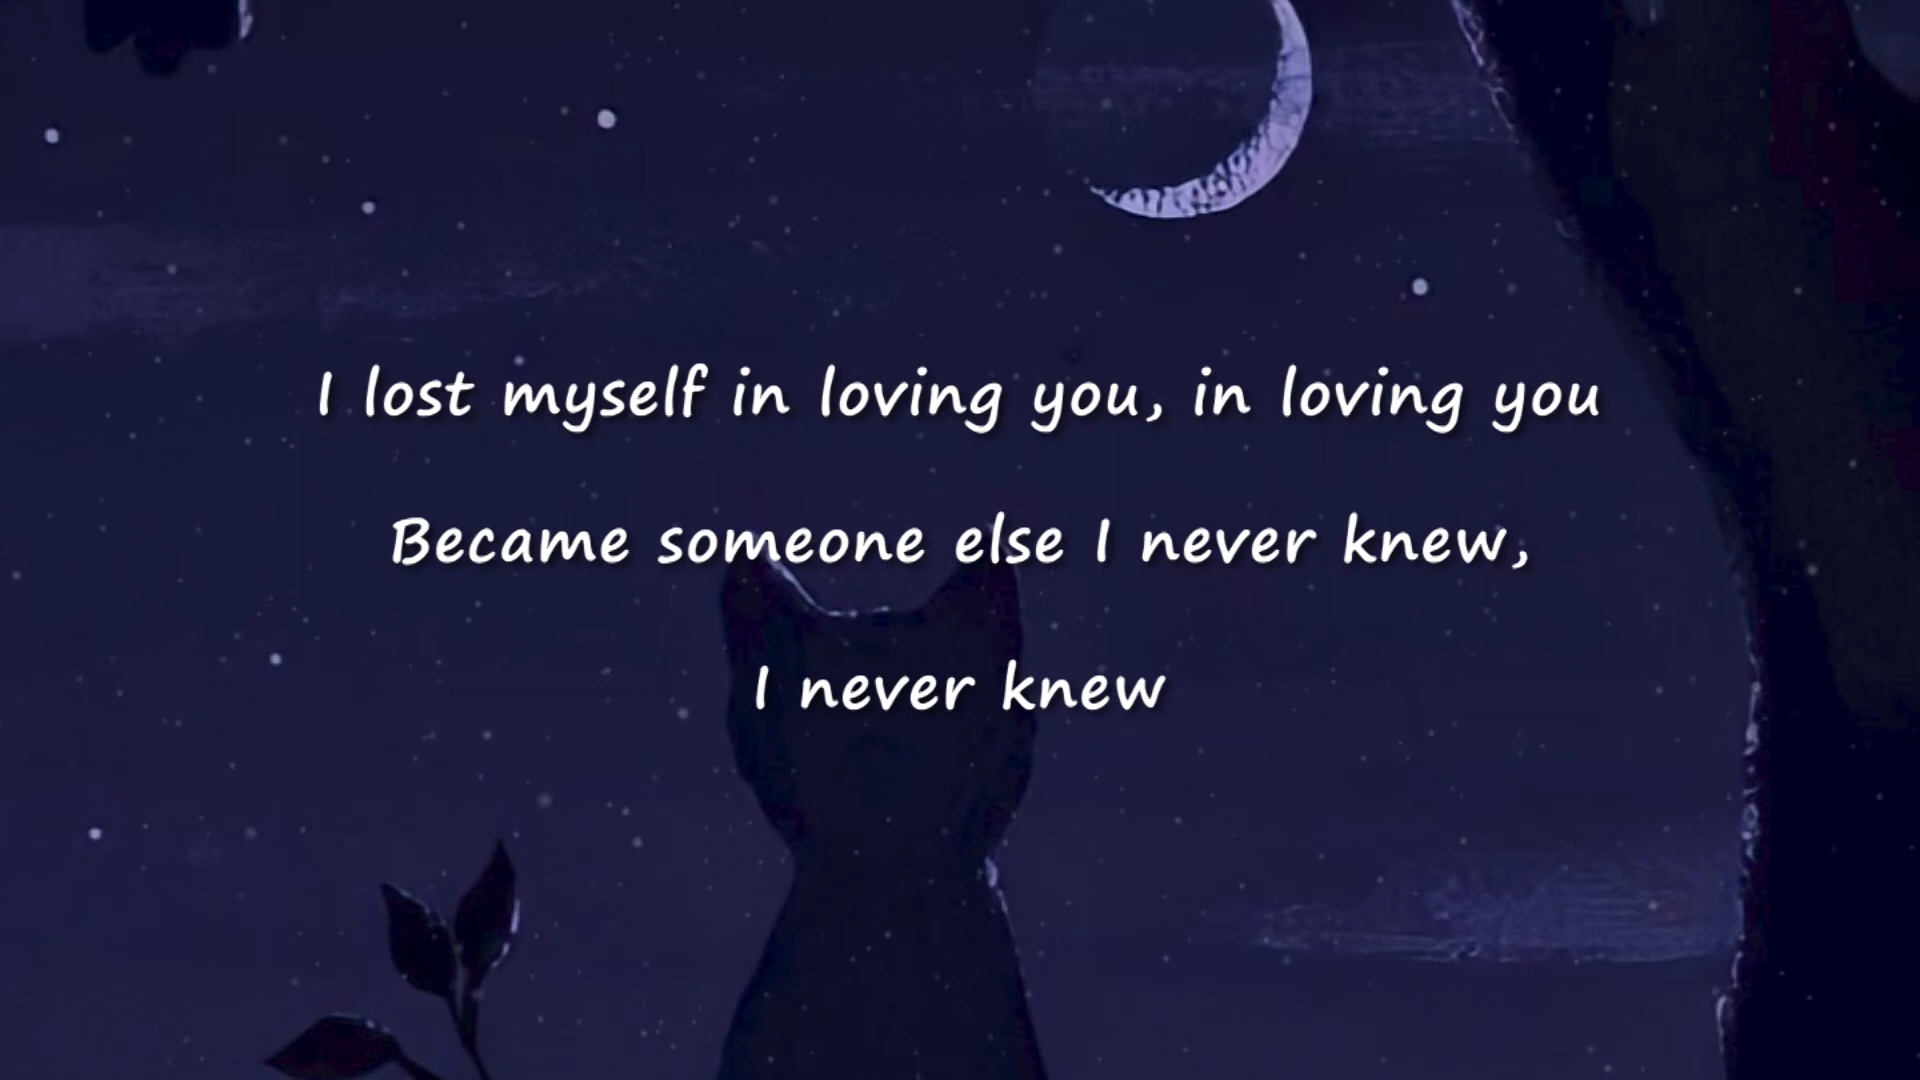 I lost myself in loving you, in loving you
Became someone else I never knew,
I never knew